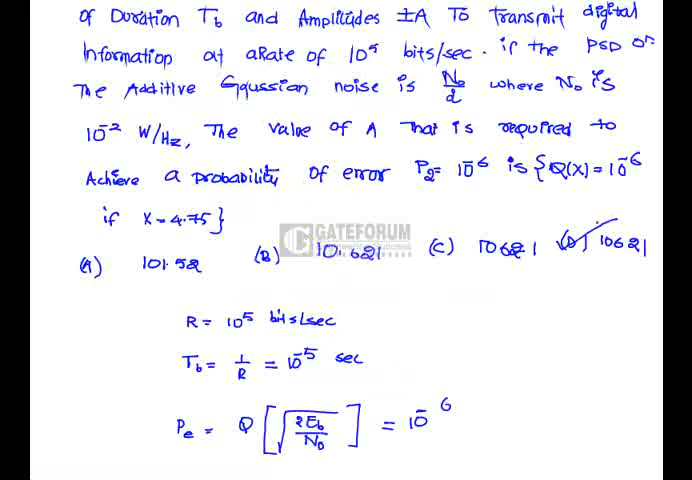 of Duration Tb and Amplitudes ±A To transmit digital
Information at a Rate of 10^5 bits/sec. if the PSD of
The Additive Gaussian noise is N0/2 where N0 is
10^-2 W/Hz, The value of A that is required to
Achieve a probability of error P2 = 10^-6 is {Q(X) = 10^-6
if X = 4.75}
GATEFORUM
(A) 101.52 (B) 10.621 (C) 1062.1 (D) 10621
R = 10^5 bits/sec
Tb = 1/R = 10^-5 sec
Pe = Q[√(2Eb/N0)] = 10^-6